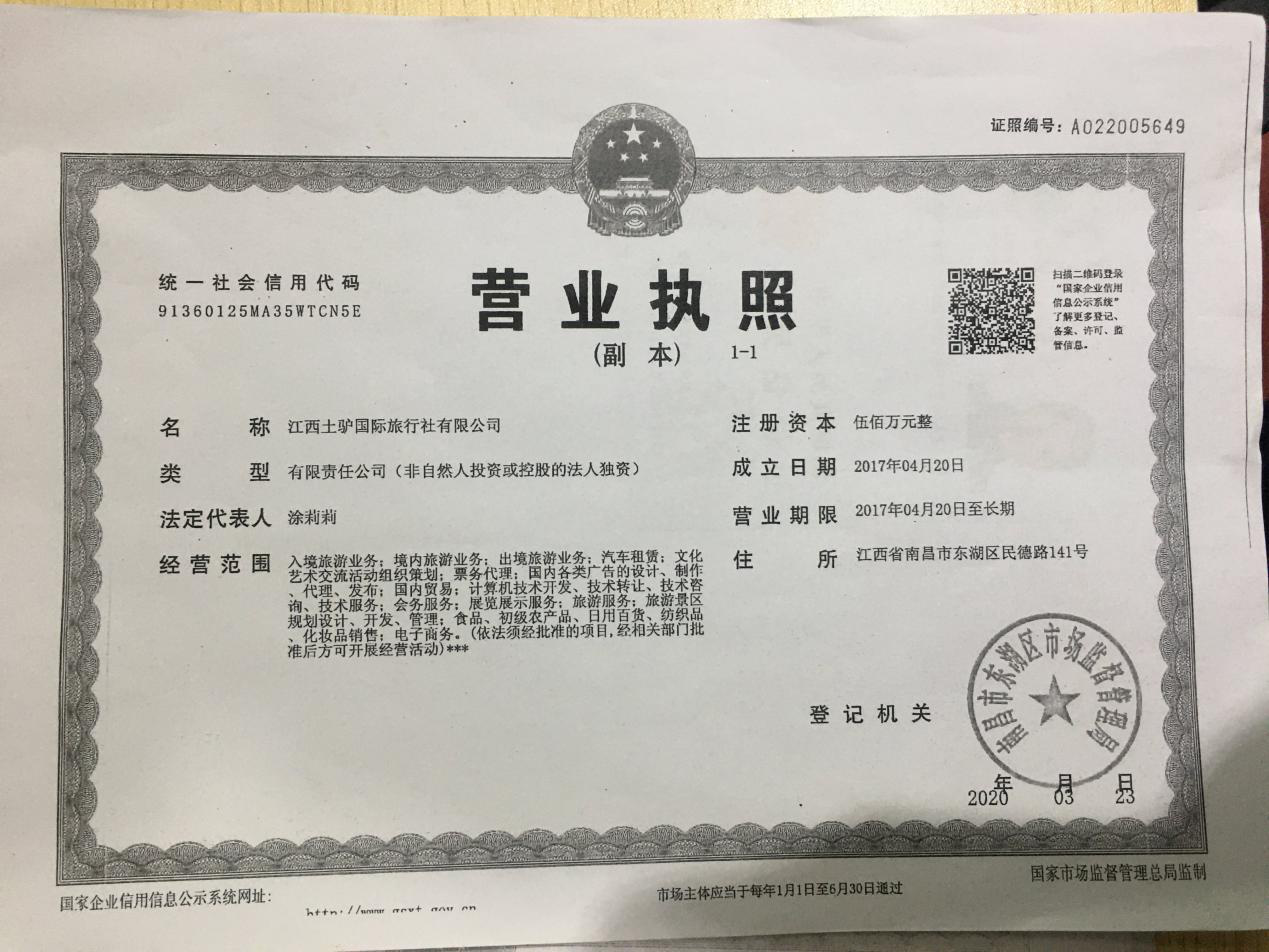 证照编号：A022005649
统一社会信用代码
91360125MA35WTCN5E
营业执照
（副 本） 1-1
扫描二维码登录
“国家企业信用
信息公示系统”
了解更多登记、
备案、许可、监
管信息。
名称 江西土驴国际旅行社有限公司
类型 有限责任公司（非自然人投资或控股的法人独资）
法定代表人 涂莉莉
经营范围 入境旅游业务；境内旅游业务；出境旅游业务；汽车租赁；文化
艺术交流活动组织策划；票务代理；国内各类广告的设计、制作
、代理、发布；国内贸易；计算机技术开发、技术转让、技术咨
询、技术服务；会务服务；展览展示服务；旅游服务；旅游景区
规划设计、开发、管理；食品、初级农产品、日用百货、纺织品
、化妆品销售；电子商务。(依法须经批准的项目,经相关部门批
准后方可开展经营活动)***
注册资本 伍佰万元整
成立日期 2017年04月20日
营业期限 2017年04月20日至长期
住所 江西省南昌市东湖区民德路141号
登记机关
南昌市东湖区市场监督管理局
2020年03月23日
国家企业信用信息公示系统网址：
http://www.gsxt.gov.cn
市场主体应当于每年1月1日至6月30日通过
国家市场监督管理总局监制